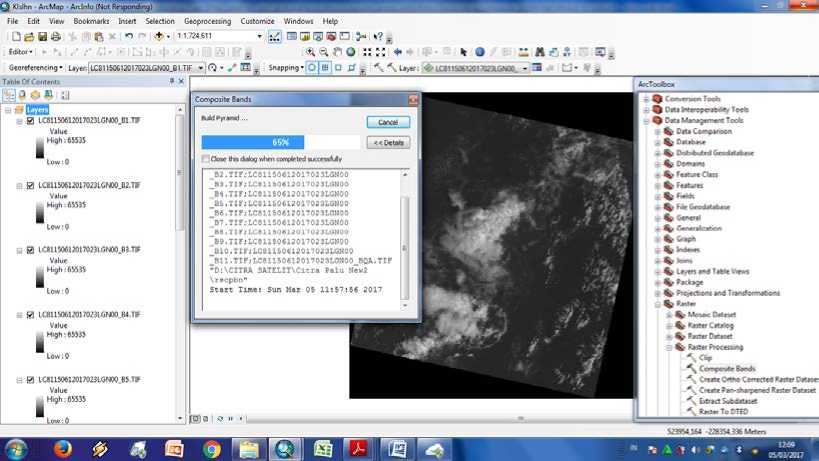 Klslhn - ArcMap - ArcInfo (Not Responding)
File Edit View Bookmarks Insert Selection Geoprocessing Customize Windows Help
1:1.724.611
Editor
Georeferencing Layer: LC81150612017023LGN00_B1.TIF Snapping Layer: LC81150612017023LGN00_
Table Of Contents
Layers
LC81150612017023LGN00_B1.TIF
Value
High : 65535
Low : 0
LC81150612017023LGN00_B2.TIF
Value
High : 65535
Low : 0
LC81150612017023LGN00_B3.TIF
Value
High : 65535
Low : 0
LC81150612017023LGN00_B4.TIF
Value
High : 65535
Low : 0
LC81150612017023LGN00_B5.TIF
Value
High : 65535
Low : 0
Composite Bands
Build Pyramid ...
Cancel
65%
<< Details
Close this dialog when completed successfully
_B2.TIF;LC81150612017023LGN00
_B3.TIF;LC81150612017023LGN00
_B4.TIF;LC81150612017023LGN00
_B5.TIF;LC81150612017023LGN00
_B6.TIF;LC81150612017023LGN00
_B7.TIF;LC81150612017023LGN00
_B8.TIF;LC81150612017023LGN00
_B9.TIF;LC81150612017023LGN00
_B10.TIF;LC81150612017023LGN00
_B11.TIF;LC81150612017023LGN00_BQA.TIF
"D:\CITRA SATELIT\Citra Palu New2
Start Time: Sun Mar 05 11:57:56 2017
ArcToolbox
Conversion Tools
Data Interoperability Tools
Data Management Tools
Data Comparison
Database
Distributed Geodatabase
Domains
Feature Class
Features
Fields
File Geodatabase
General
Generalization
Graph
Indexes
Joins
Layers and Table Views
Package
Projections and Transformations
Raster
Mosaic Dataset
Raster Catalog
Raster Dataset
Raster Processing
Clip
Composite Bands
Create Ortho Corrected Raster Datase
Create Pan-sharpened Raster Dataset
Extract Subdataset
Raster To DTED
523954,164 -228354,336 Meters
IN
12:09
05/03/2017